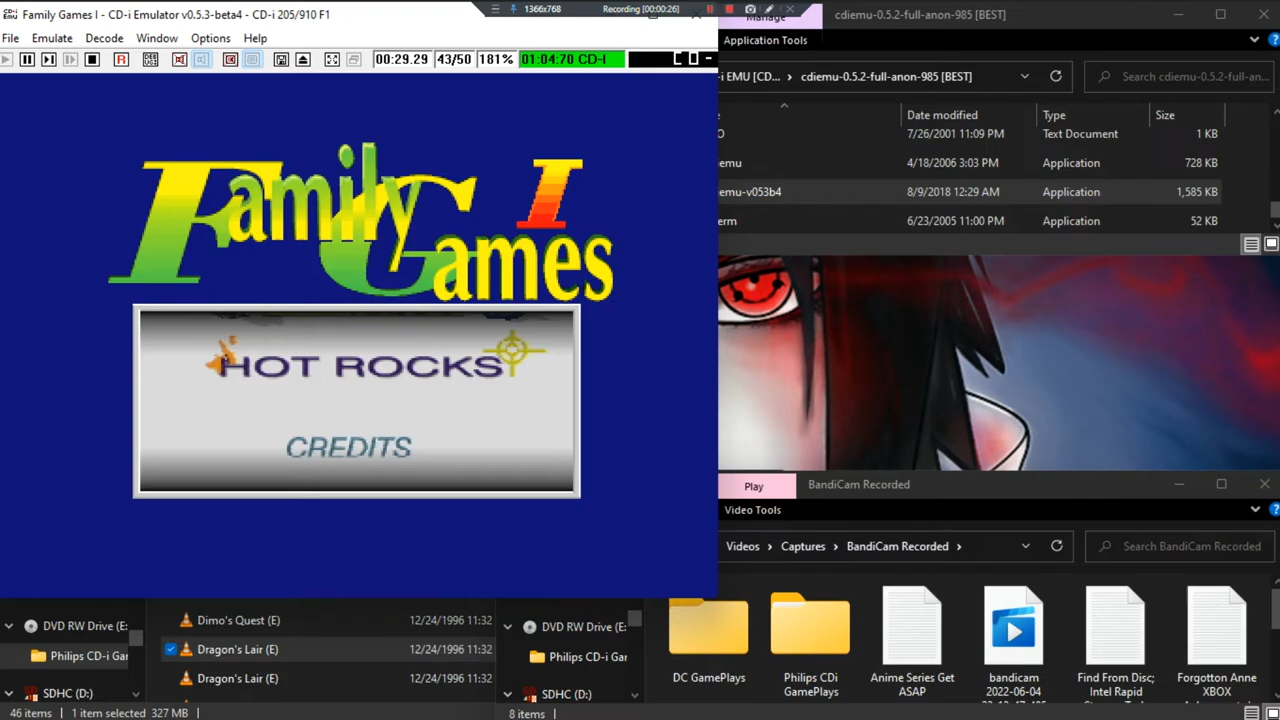 Family Games I - CD-i Emulator v0.5.3-beta4 - CD-i 205/910 F1
1366x768 Recording [00:00:26]
File Emulate Decode Window Options Help
00:29.29 43/50 181% 01:04:70 CD-I
Family I
Games
HOT ROCKS
CREDITS
Manage cdiemu-0.5.2-full-anon-985 [BEST]
Application Tools
-i EMU [CD... > cdiemu-0.5.2-full-anon-985 [BEST] Search cdiemu-0.5.2-full-an...
Date modified Type Size
O 7/26/2001 11:09 PM Text Document 1 KB
emu 4/18/2006 3:03 PM Application 728 KB
emu-v053b4 8/9/2018 12:29 AM Application 1,585 KB
erm 6/23/2005 11:00 PM Application 52 KB
Play BandiCam Recorded
Video Tools
Videos > Captures > BandiCam Recorded > Search BandiCam Recorded
DC GamePlays
Philips CDi GamePlays
Anime Series Get ASAP
bandicam
Find From Disc; Intel Rapid
Forgotton Anne XBOX
DVD RW Drive (E:
Philips CD-i Gar
SDHC (D:)
Dimo's Quest (E) 12/24/1996 11:32
Dragon's Lair (E) 12/24/1996 11:32
Dragon's Lair (E) 12/24/1996 11:32
DVD RW Drive (E:
Philips CD-i Gar
SDHC (D:)
46 items 1 item selected 327 MB
8 items